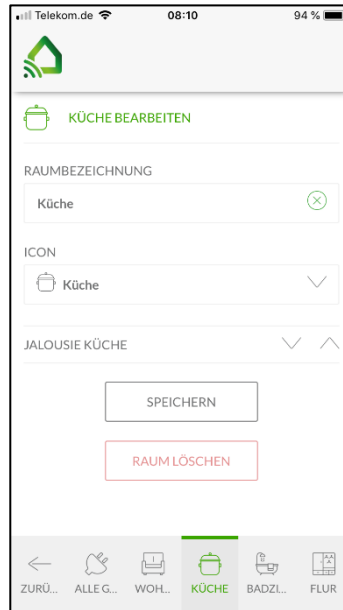 Telekom.de 08:10 94 %
KÜCHE BEARBEITEN
RAUMBEZEICHNUNG
Küche
ICON
Küche
JALOUSIE KÜCHE
SPEICHERN
RAUM LÖSCHEN
ZURÜ... ALLE G... WOH... KÜCHE BADZI... FLUR